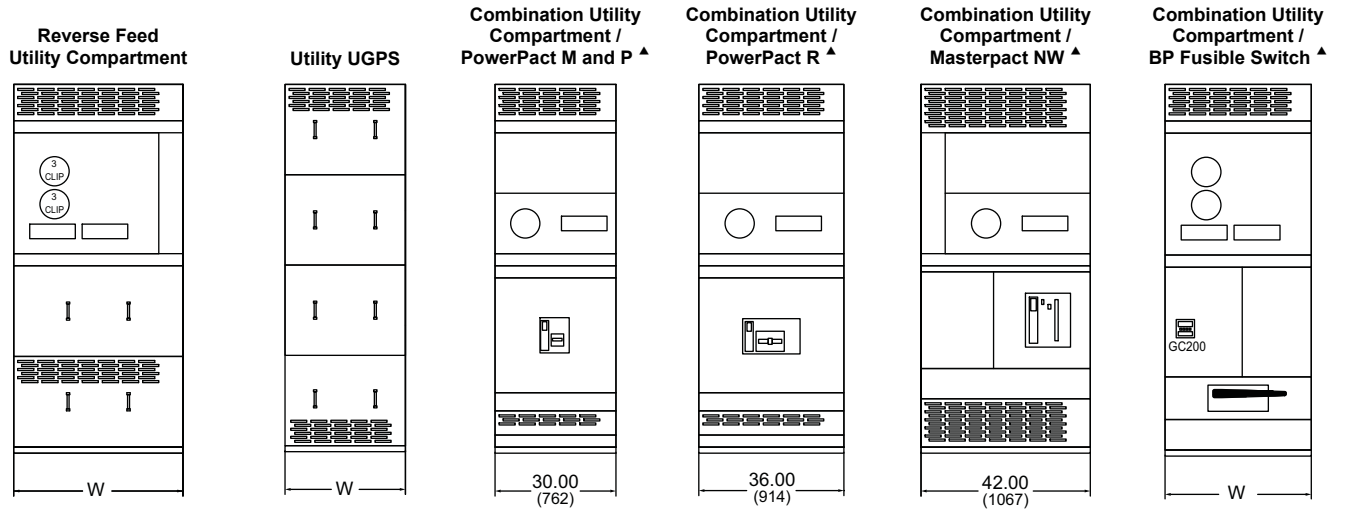 Reverse Feed
Utility Compartment
Utility UGPS
Combination Utility
Compartment /
PowerPact M and P ▲
Combination Utility
Compartment /
PowerPact R ▲
Combination Utility
Compartment /
Masterpact NW ▲
Combination Utility
Compartment /
BP Fusible Switch ▲
3
CLIP
3
CLIP
GC200
W
W
30.00
(762)
36.00
(914)
42.00
(1067)
W